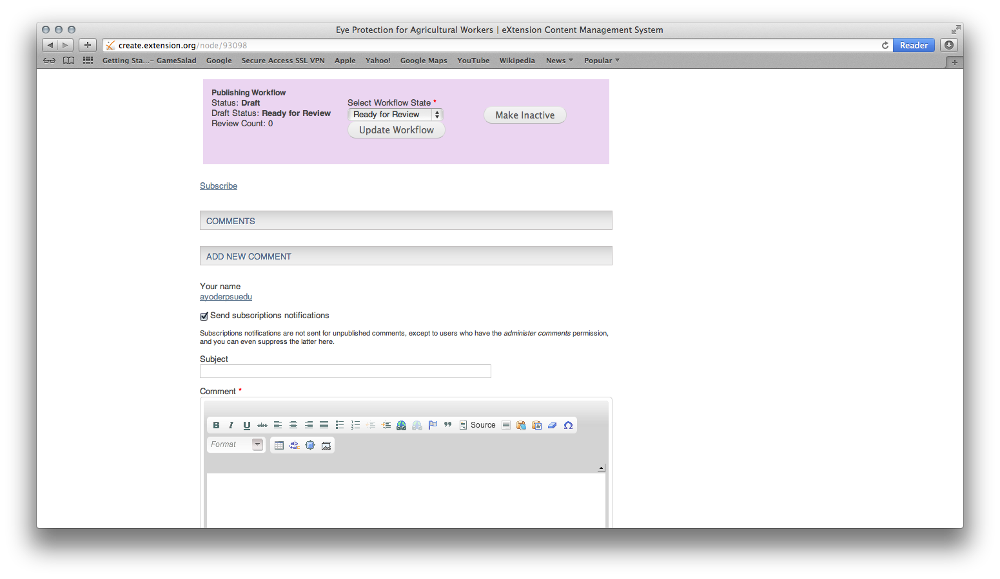 Eye Protection for Agricultural Workers | eXtension Content Management System
create.extension.org/node/93098
Reader
Getting Sta...– GameSalad Google Secure Access SSL VPN Apple Yahoo! Google Maps YouTube Wikipedia News Popular
Publishing Workflow
Status: Draft
Draft Status: Ready for Review
Review Count: 0
Select Workflow State *
Ready for Review
Update Workflow
Make Inactive
Subscribe
COMMENTS
ADD NEW COMMENT
Your name
ayoderpsuedu
Send subscriptions notifications
Subscriptions notifications are not sent for unpublished comments, except to users who have the administer comments permission,
and you can even suppress the latter here.
Subject
Comment *
B I U abc Source
Format